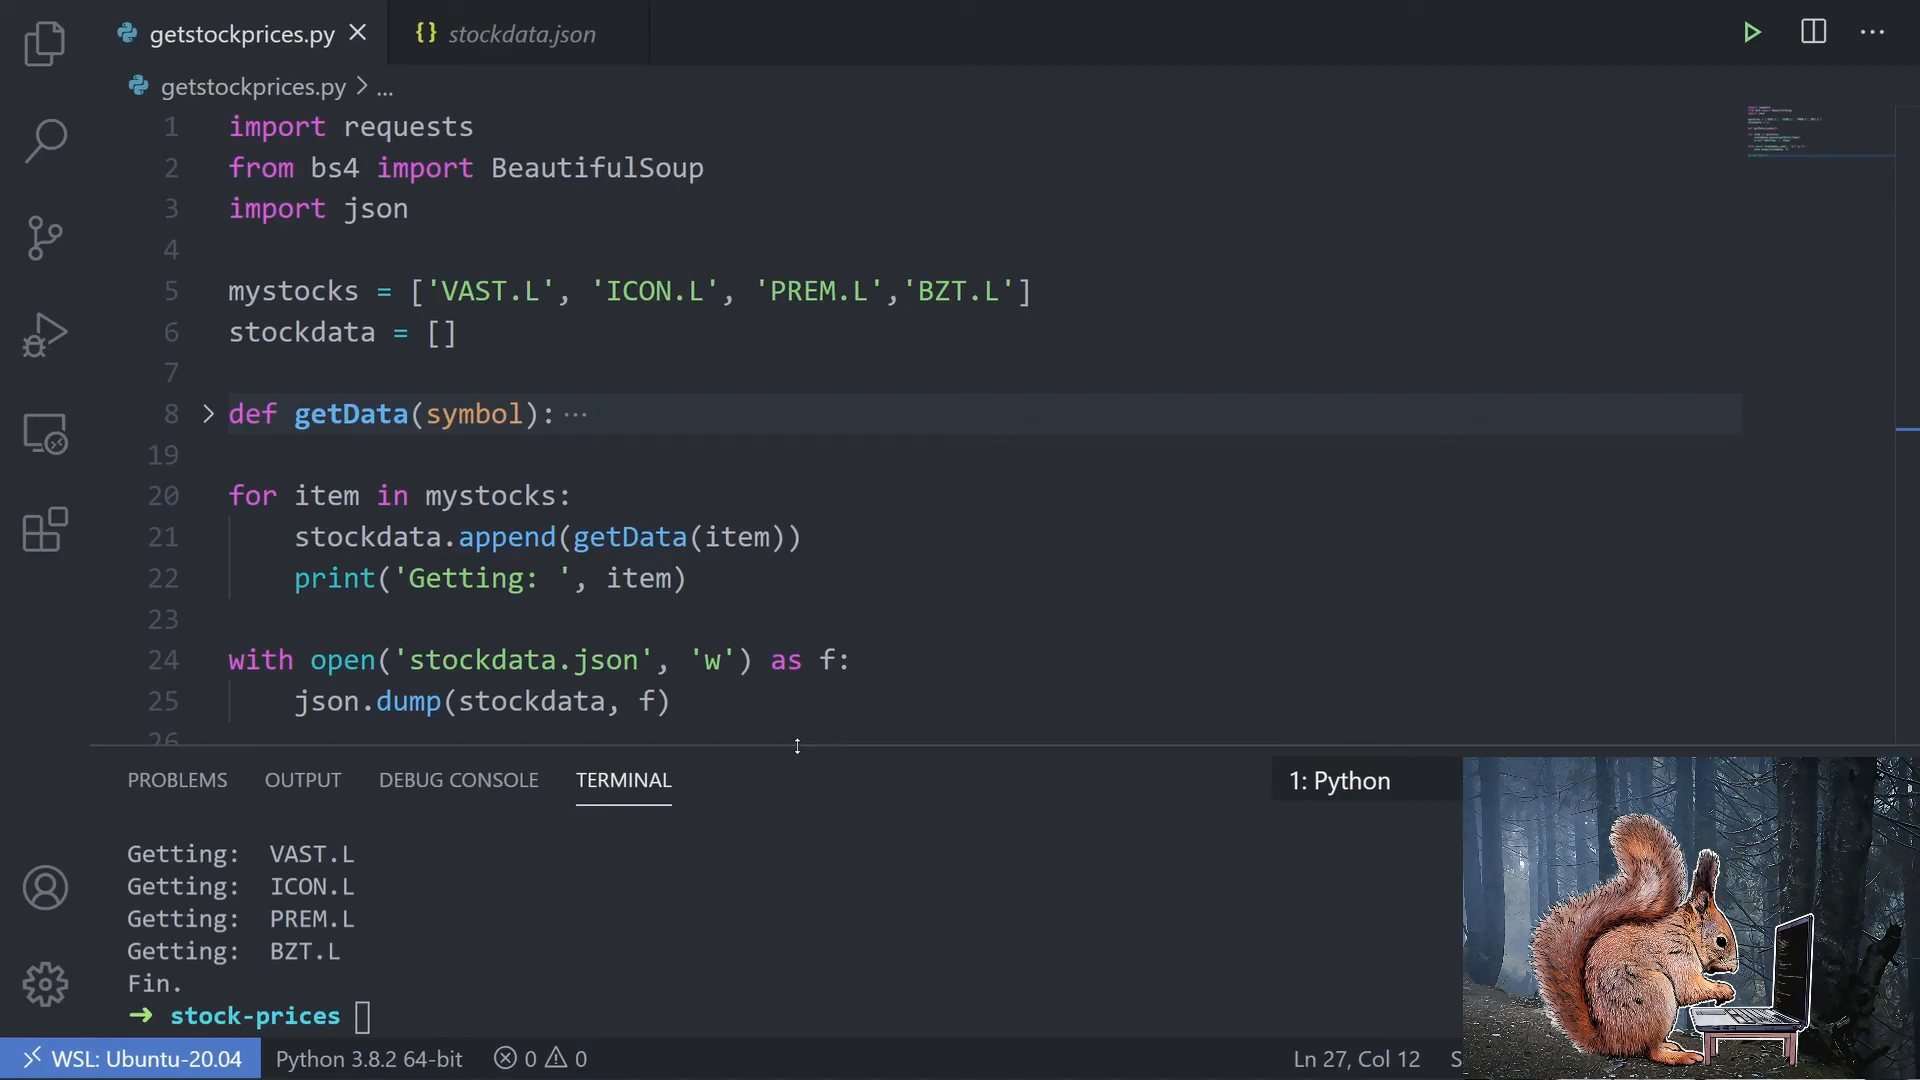 getstockprices.py
{} stockdata.json
getstockprices.py > ...
1 import requests
2 from bs4 import BeautifulSoup
3 import json
4
5 mystocks = ['VAST.L', 'ICON.L', 'PREM.L','BZT.L']
6 stockdata = []
7
8 def getData(symbol): ...
19
20 for item in mystocks:
21 stockdata.append(getData(item))
22 print('Getting: ', item)
23
24 with open('stockdata.json', 'w') as f:
25 json.dump(stockdata, f)
26
PROBLEMS OUTPUT DEBUG CONSOLE TERMINAL 1: Python
Getting: VAST.L
Getting: ICON.L
Getting: PREM.L
Getting: BZT.L
Fin.
→ stock-prices
WSL: Ubuntu-20.04 Python 3.8.2 64-bit 0 0 Ln 27, Col 12 S